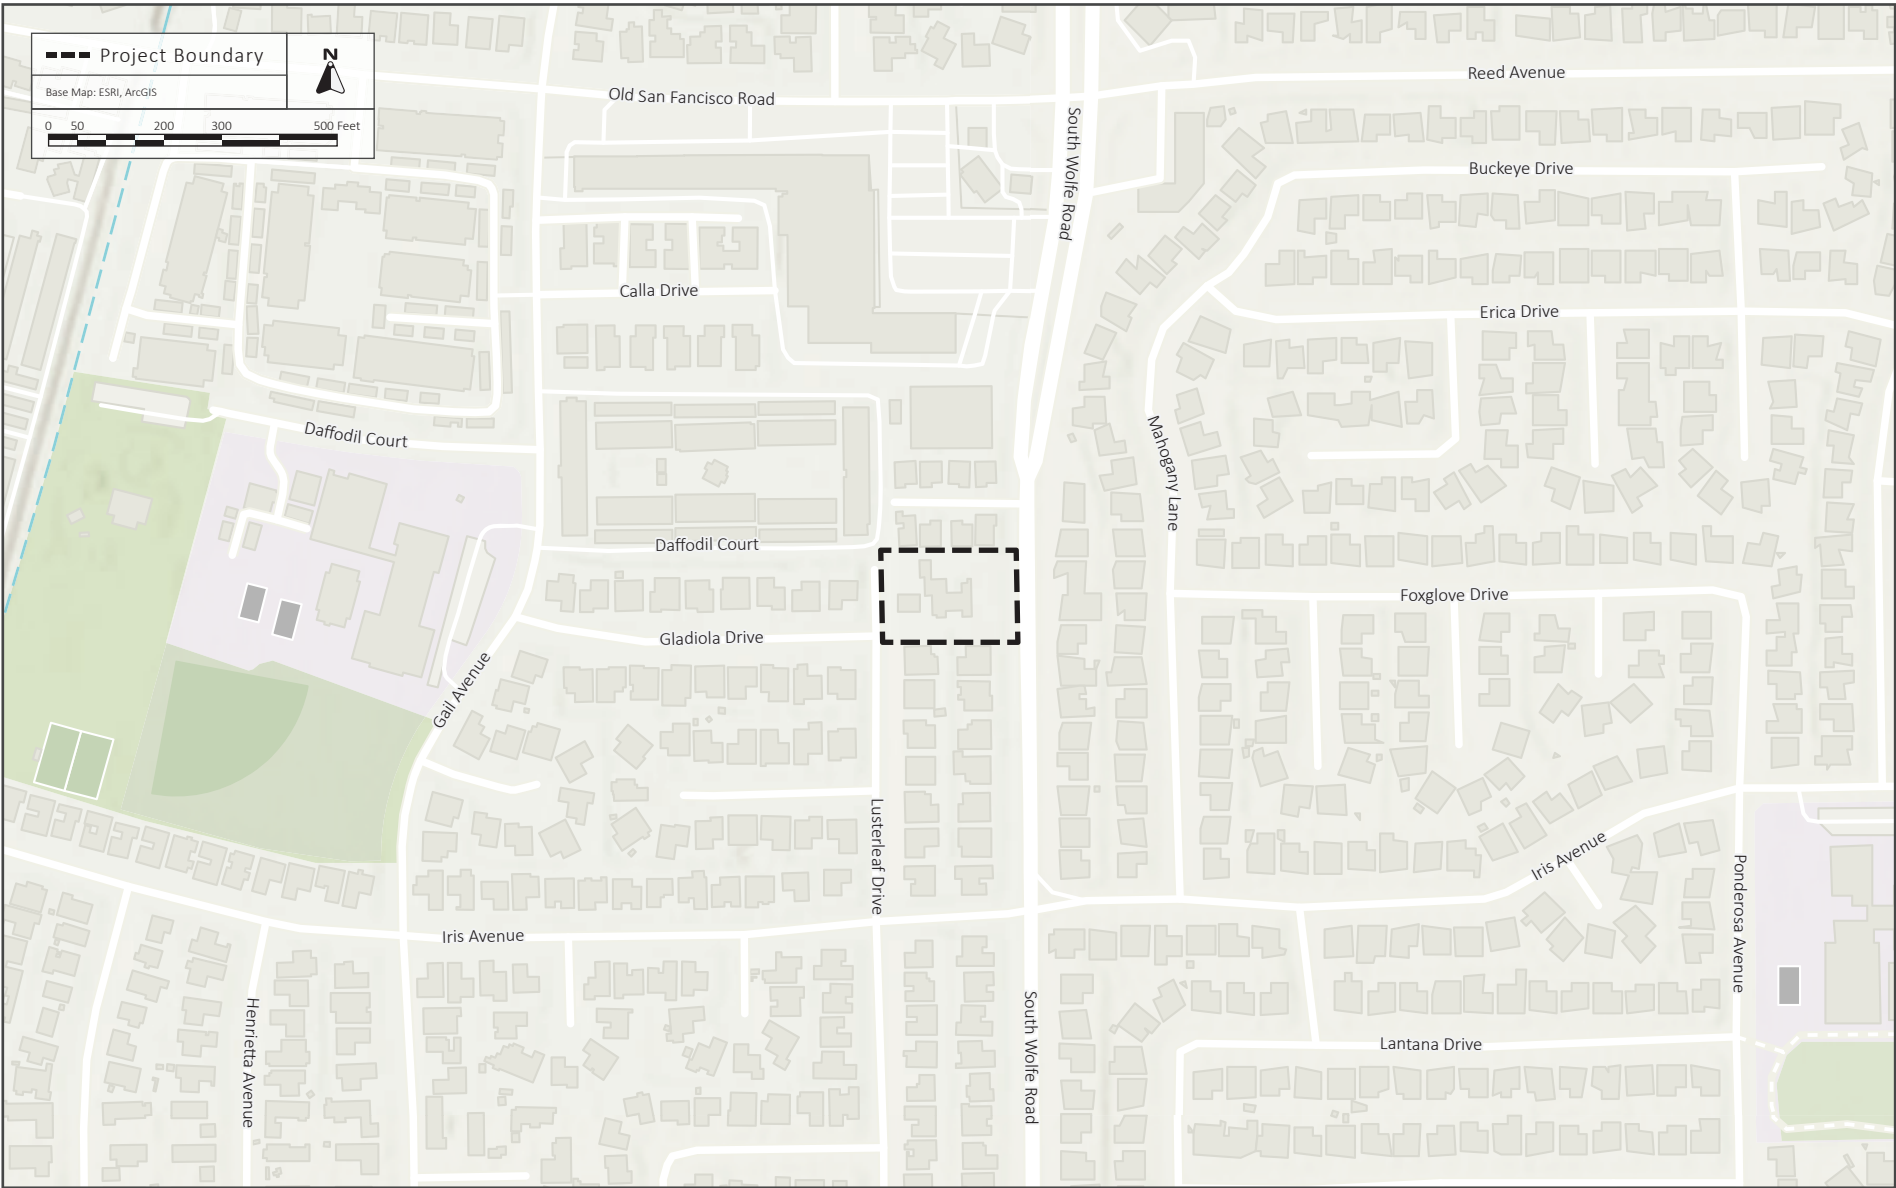 Project Boundary
N
Base Map: ESRI, ArcGIS
0 50 200 300 500 Feet
Reed Avenue
Old San Fancisco Road
South Wolfe Road
Buckeye Drive
Calla Drive
Erica Drive
Daffodil Court
Mahogany Lane
Daffodil Court
Foxglove Drive
Gladiola Drive
Gail Avenue
Lusterleaf Drive
Iris Avenue
Ponderosa Avenue
Iris Avenue
Henrietta Avenue
South Wolfe Road
Lantana Drive